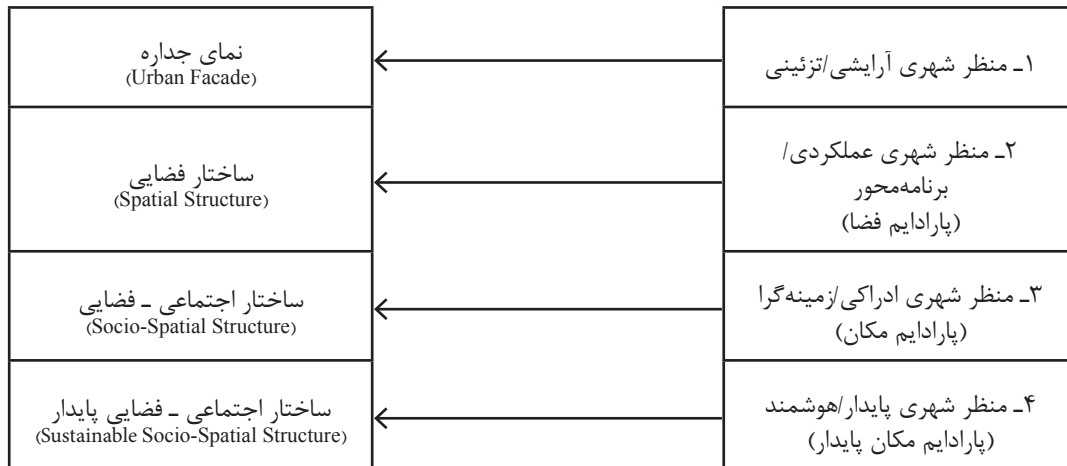 ۱ـ منظر شهری آرایشی/تزئینی
نمای جداره
(Urban Facade)
۲ـ منظر شهری عملکردی/
برنامه‌محور
(پارادایم فضا)
ساختار فضایی
(Spatial Structure)
۳ـ منظر شهری ادراکی/زمینه‌گرا
(پارادایم مکان)
ساختار اجتماعی ـ فضایی
(Socio-Spatial Structure)
۴ـ منظر شهری پایدار/هوشمند
(پارادایم مکان پایدار)
ساختار اجتماعی ـ فضایی پایدار
(Sustainable Socio-Spatial Structure)